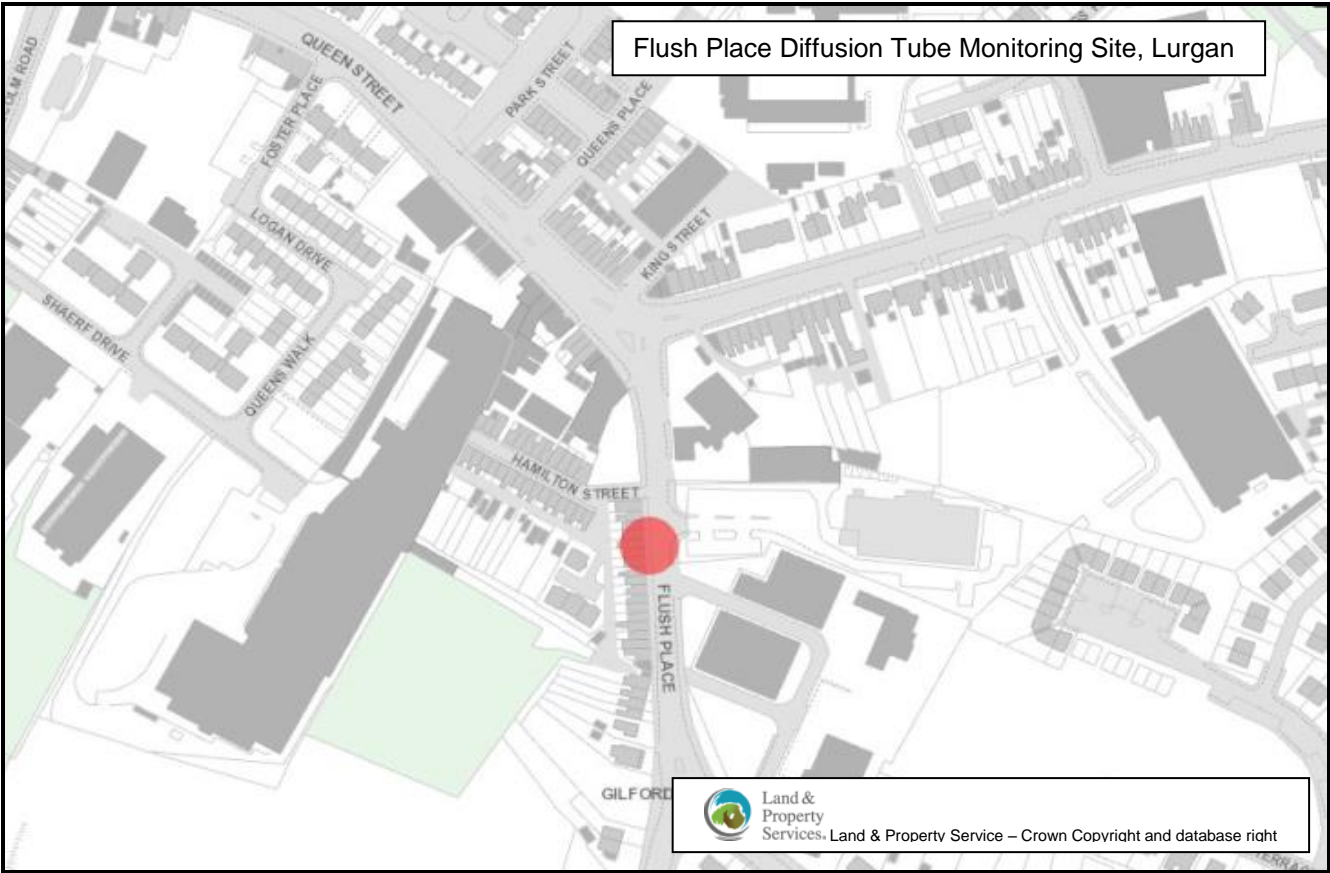 Flush Place Diffusion Tube Monitoring Site, Lurgan
QUEEN STREET
PARK STREET
QUEENS PLACE
FOSTER PLACE
KING STREET
LOGAN DRIVE
SHAERF DRIVE
QUEENS WALK
HAMILTON STREET
FLUSH PLACE
GILFORD
Land &
Property
Services.
Land & Property Service – Crown Copyright and database right